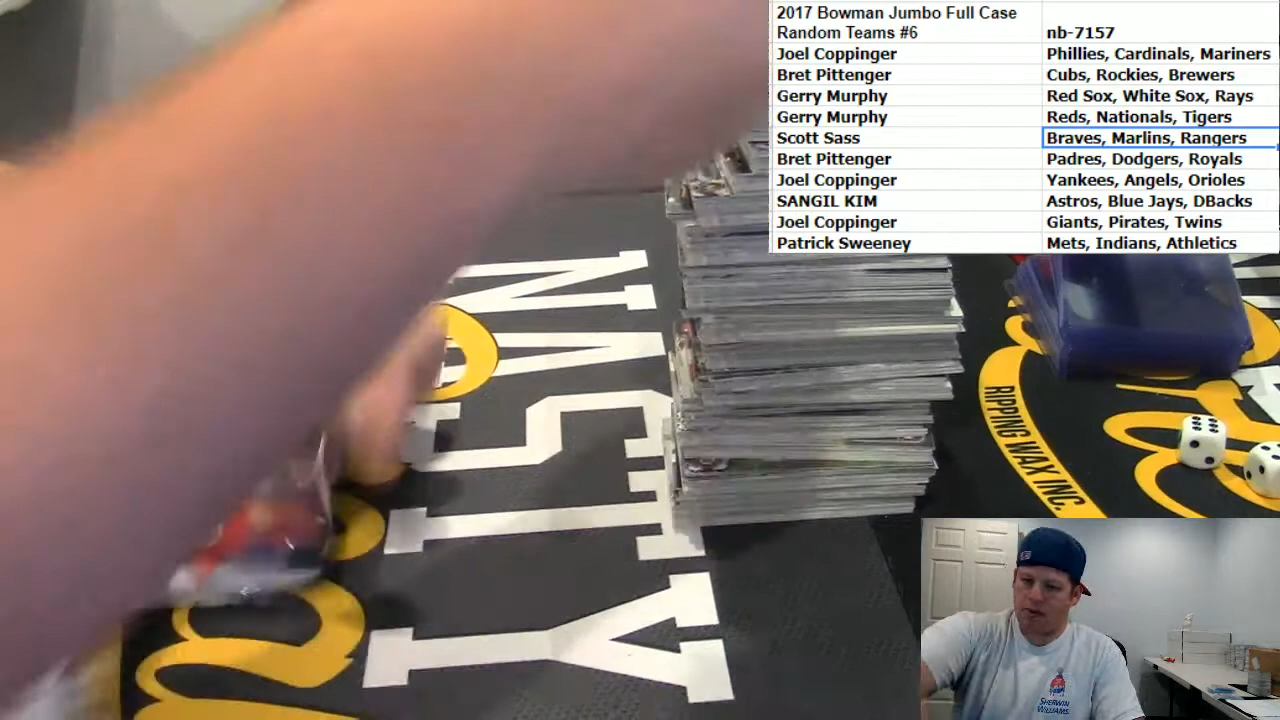 2017 Bowman Jumbo Full Case
Random Teams #6 nb-7157
Joel Coppinger Phillies, Cardinals, Mariners
Bret Pittenger Cubs, Rockies, Brewers
Gerry Murphy Red Sox, White Sox, Rays
Gerry Murphy Reds, Nationals, Tigers
Scott Sass Braves, Marlins, Rangers
Bret Pittenger Padres, Dodgers, Royals
Joel Coppinger Yankees, Angels, Orioles
SANGIL KIM Astros, Blue Jays, DBacks
Joel Coppinger Giants, Pirates, Twins
Patrick Sweeney Mets, Indians, Athletics
NASTY
RIPPING WAX INC.
SHERWIN
WILLIAMS